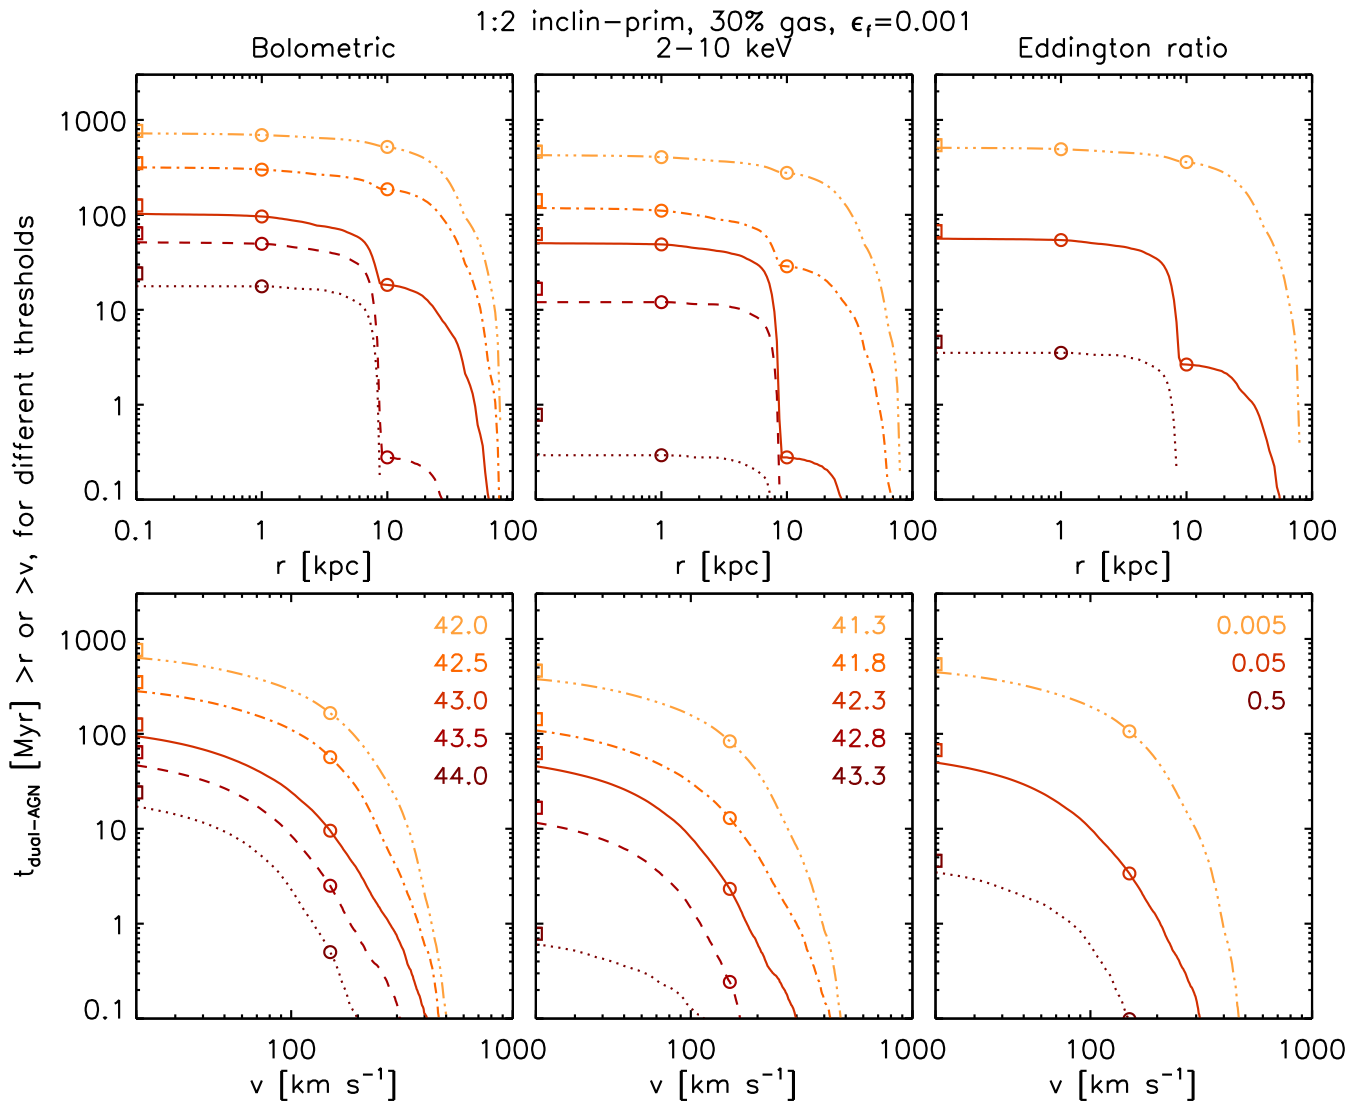 1:2 inclin-prim, 30% gas, ϵf=0.001
Bolometric
2-10 keV
Eddington ratio
t_dual-AGN [Myr] >r or >v, for different thresholds
1000
100
10
1
0.1
0.1 1 10 100
1 10 100
1 10 100
r [kpc]
r [kpc]
r [kpc]
1000
100
10
1
0.1
42.0
42.5
43.0
43.5
44.0
41.3
41.8
42.3
42.8
43.3
0.005
0.05
0.5
100 1000
100 1000
100 1000
v [km s⁻¹]
v [km s⁻¹]
v [km s⁻¹]